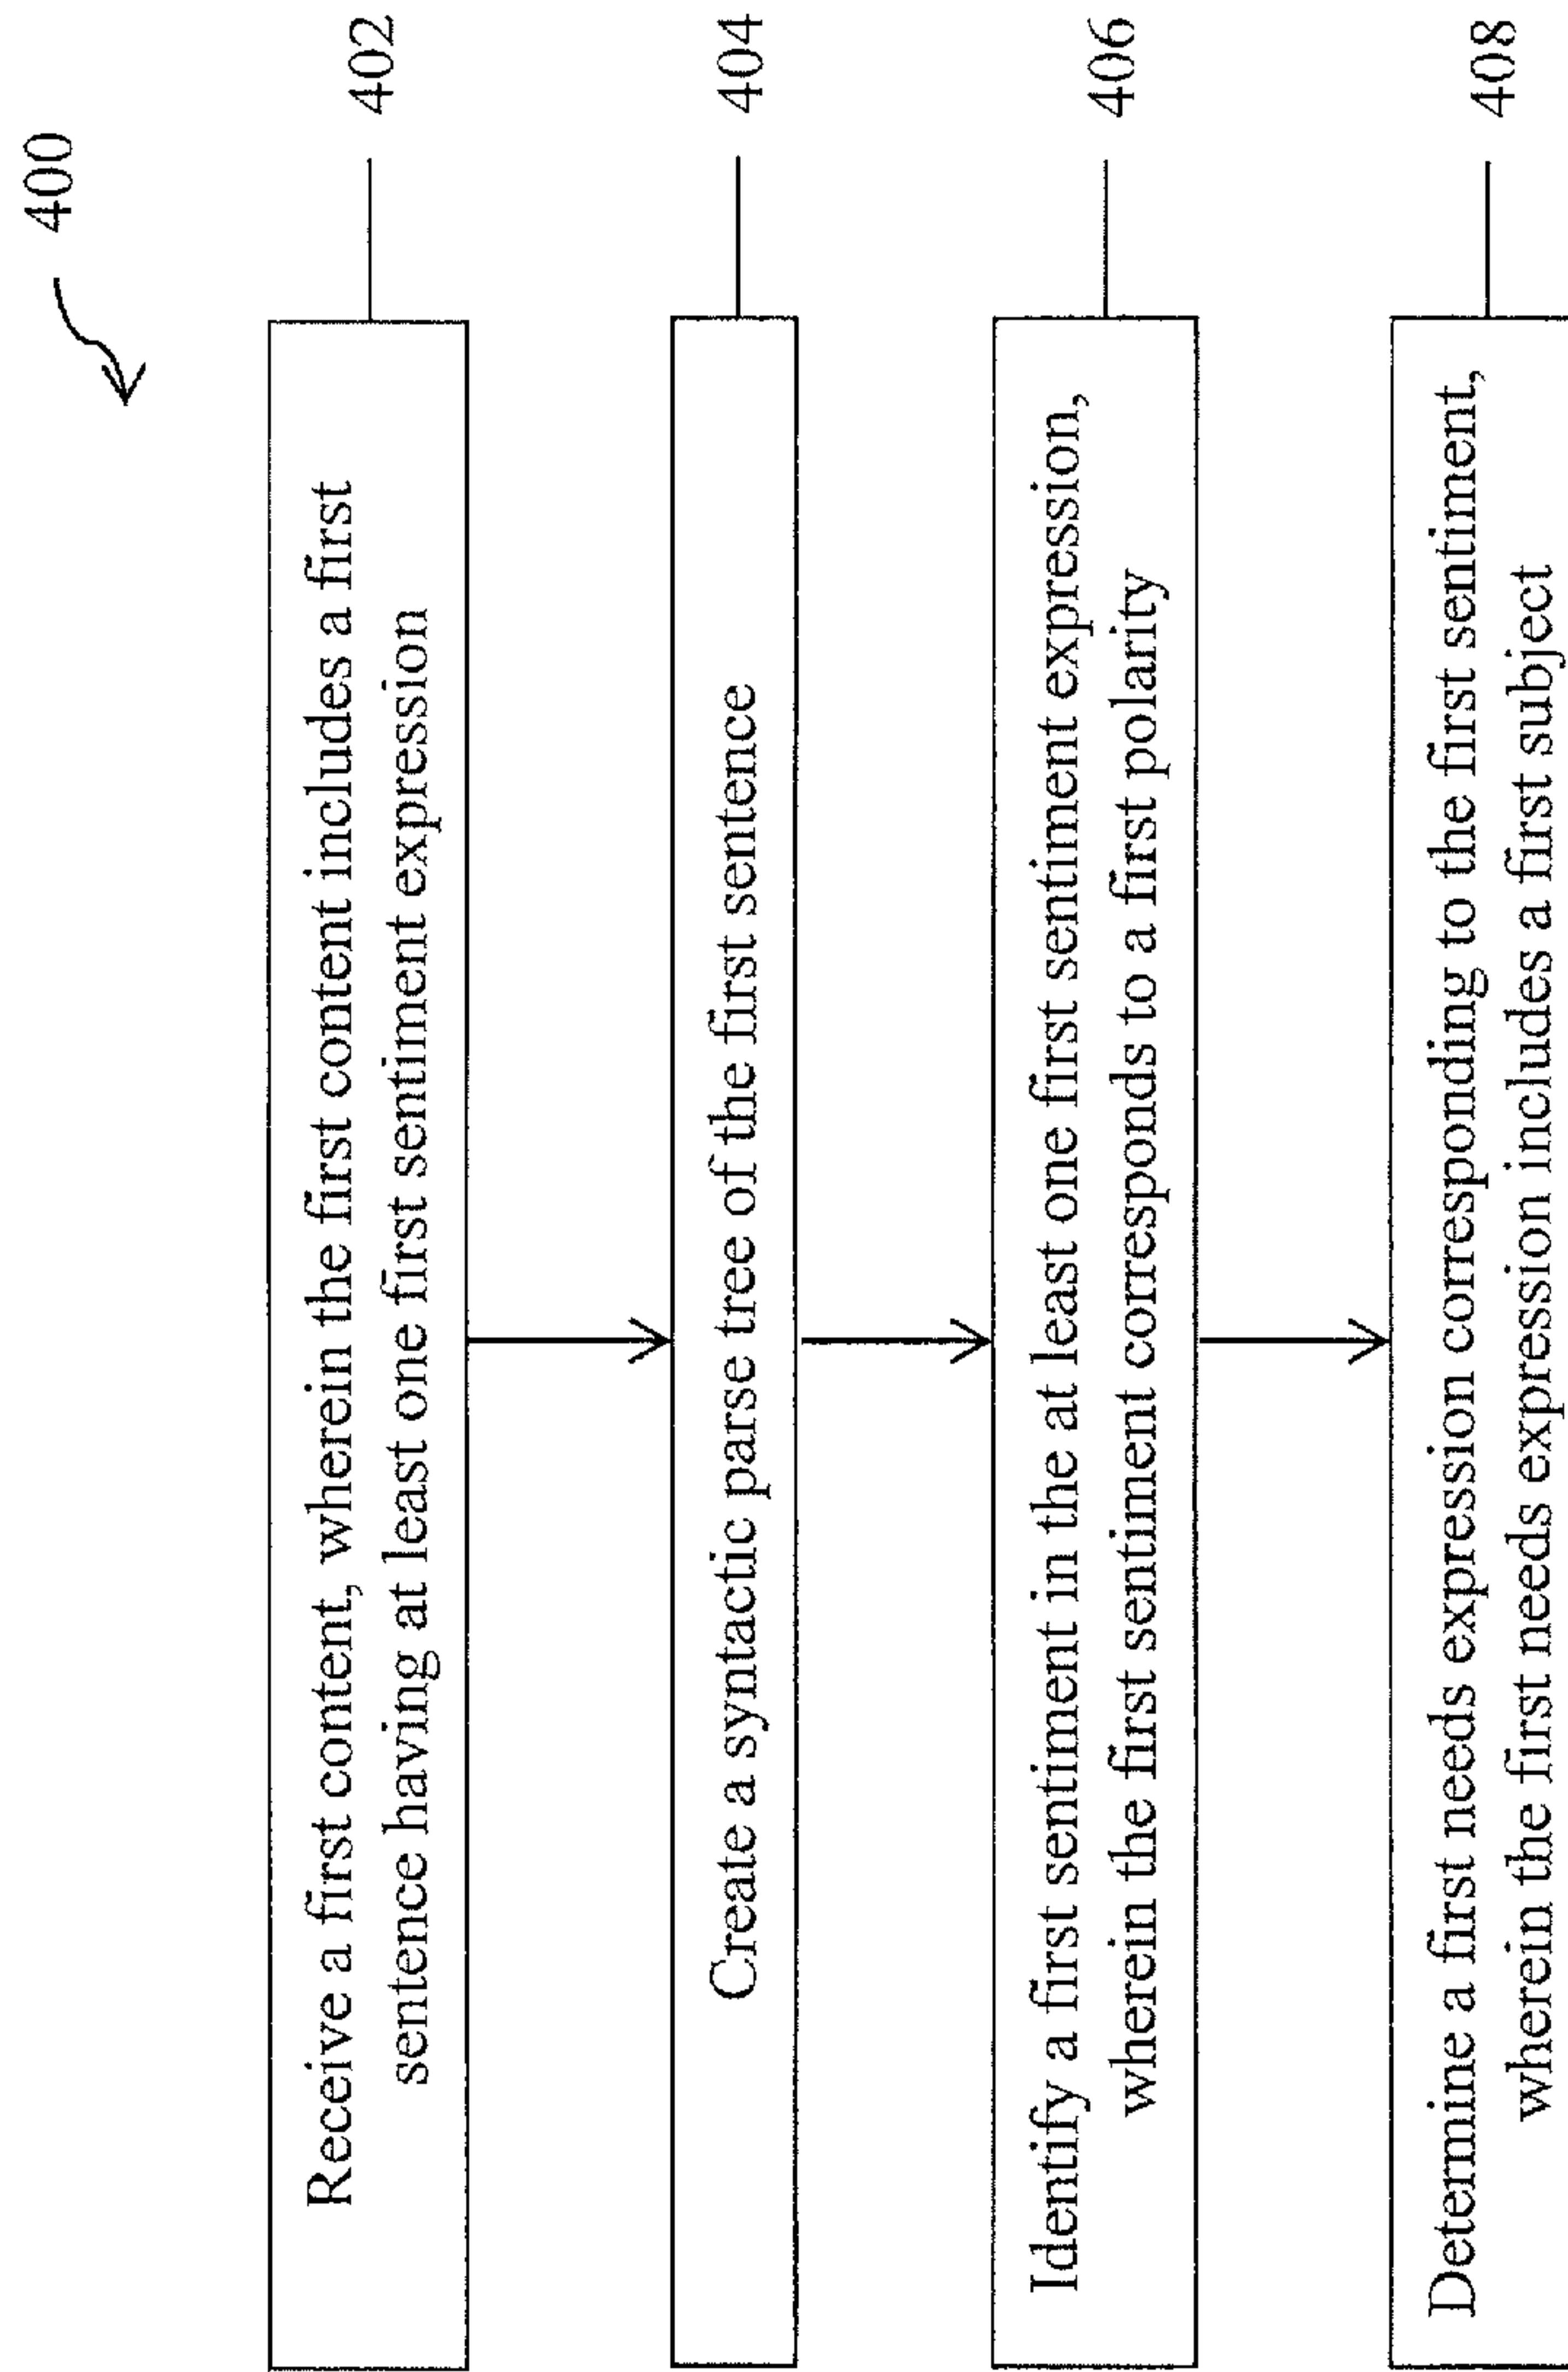 400
Receive a first content, wherein the first content includes a first
sentence having at least one first sentiment expression
402
Create a syntactic parse tree of the first sentence
404
Identify a first sentiment in the at least one first sentiment expression,
wherein the first sentiment corresponds to a first polarity
406
Determine a first needs expression corresponding to the first sentiment,
wherein the first needs expression includes a first subject
408